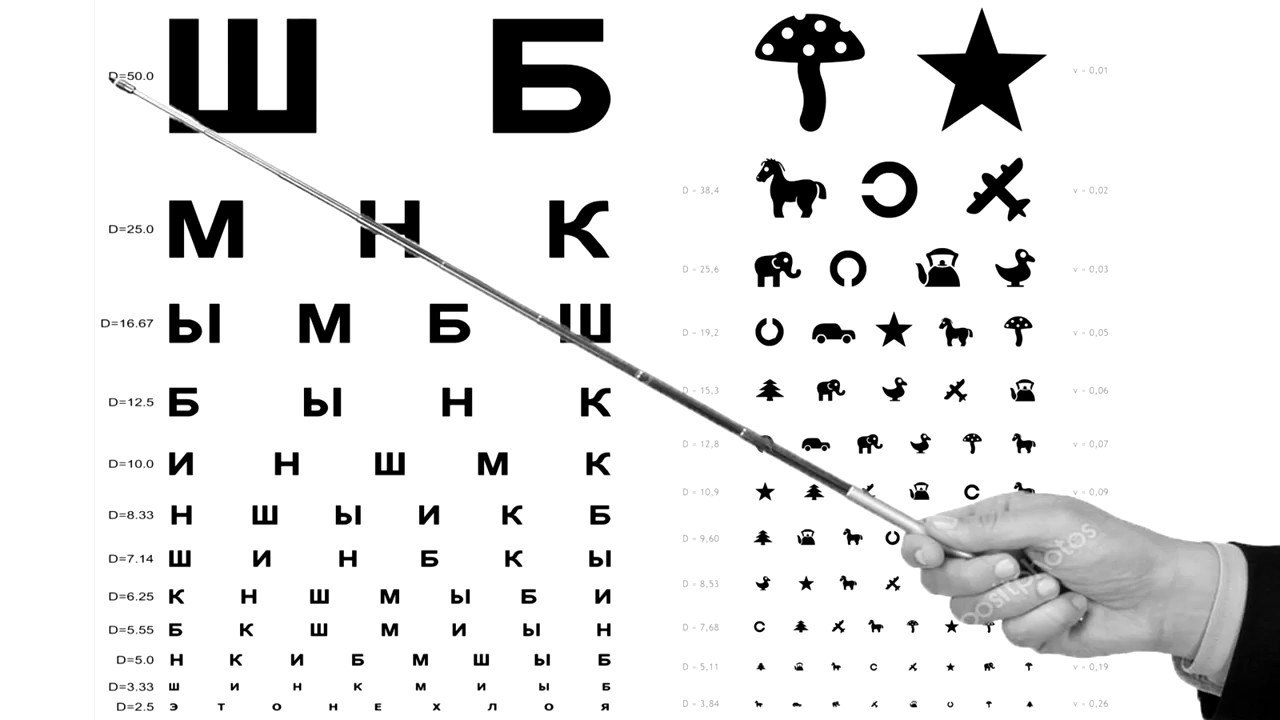 D=50.0 Ш Б
D=25.0 М Н К
D=16.67 Ы М Б Ш
D=12.5 Б Ы Н К
D=10.0 И Н Ш М К
D=8.33 Н Ш Ы И К Б
D=7.14 Ш И Н Б К Ы
D=6.25 К Н Ш М Ы Б И
D=5.55 Б К Ш М И Ы Н
D=5.0 Н К И Б М Ш Ы Б
D=3.33 Ш И Н К М И Ы Б
D=2.5 Э Т О Н Е Х Л О Я
v = 0,01
D = 38,4 v = 0,02
D = 25,6 v = 0,03
D = 19,2 v = 0,05
D = 15,3 v = 0,06
D = 12,8 v = 0,07
D = 10,9 v = 0,09
D = 9,60
D = 8,53
D = 7,68
D = 5,11 v = 0,19
D = 3,84 v = 0,26